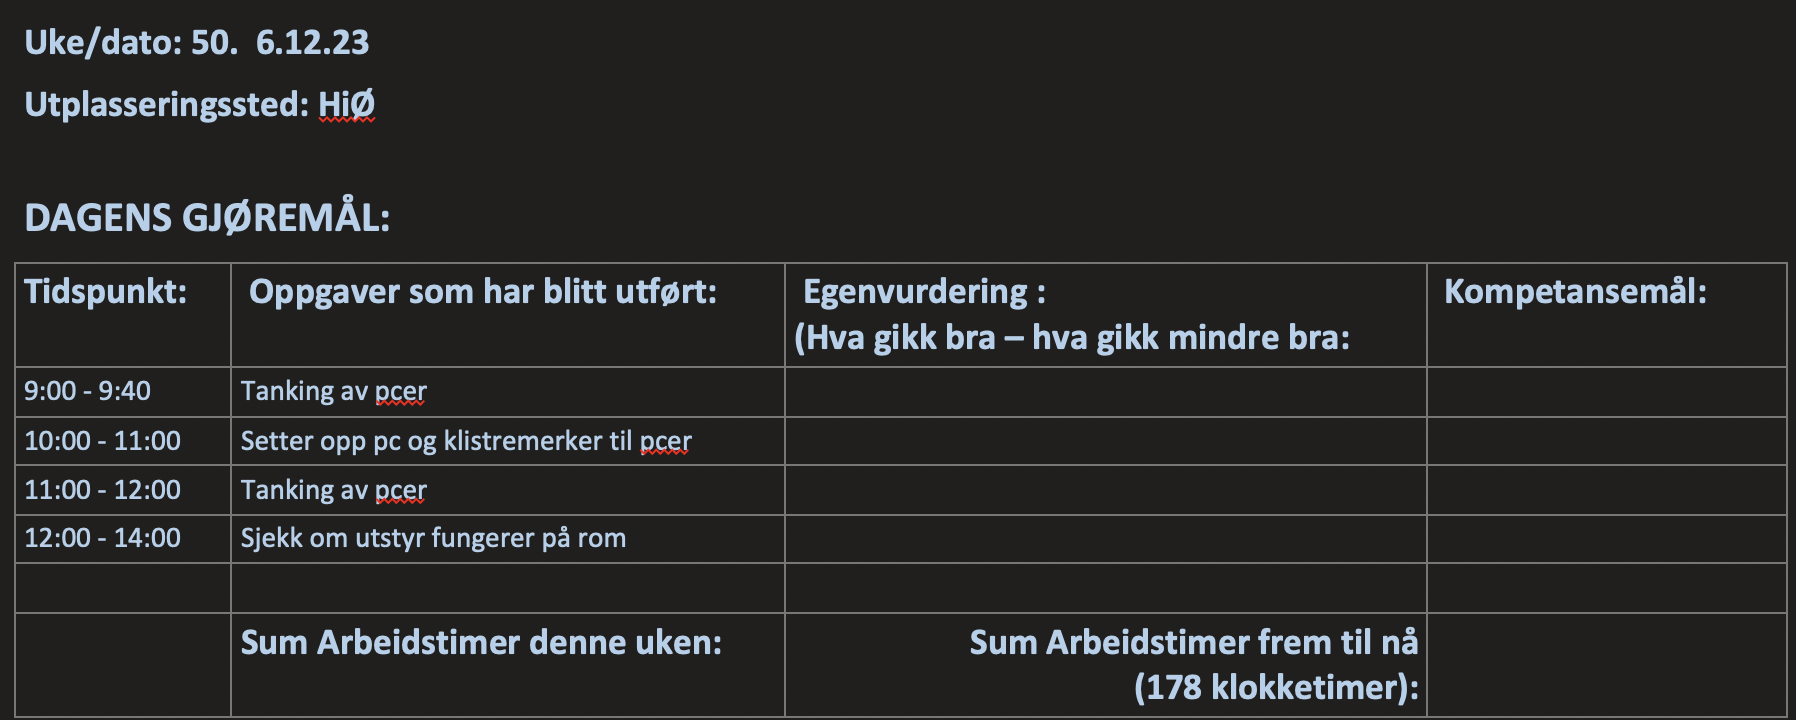 Uke/dato: 50.  6.12.23
Utplasseringssted: HiØ
DAGENS GJØREMÅL:
Tidspunkt: Oppgaver som har blitt utført: Egenvurdering : Kompetansemål:
(Hva gikk bra – hva gikk mindre bra:
9:00 - 9:40 Tanking av pcer
10:00 - 11:00 Setter opp pc og klistremerker til pcer
11:00 - 12:00 Tanking av pcer
12:00 - 14:00 Sjekk om utstyr fungerer på rom
Sum Arbeidstimer denne uken: Sum Arbeidstimer frem til nå
(178 klokketimer):